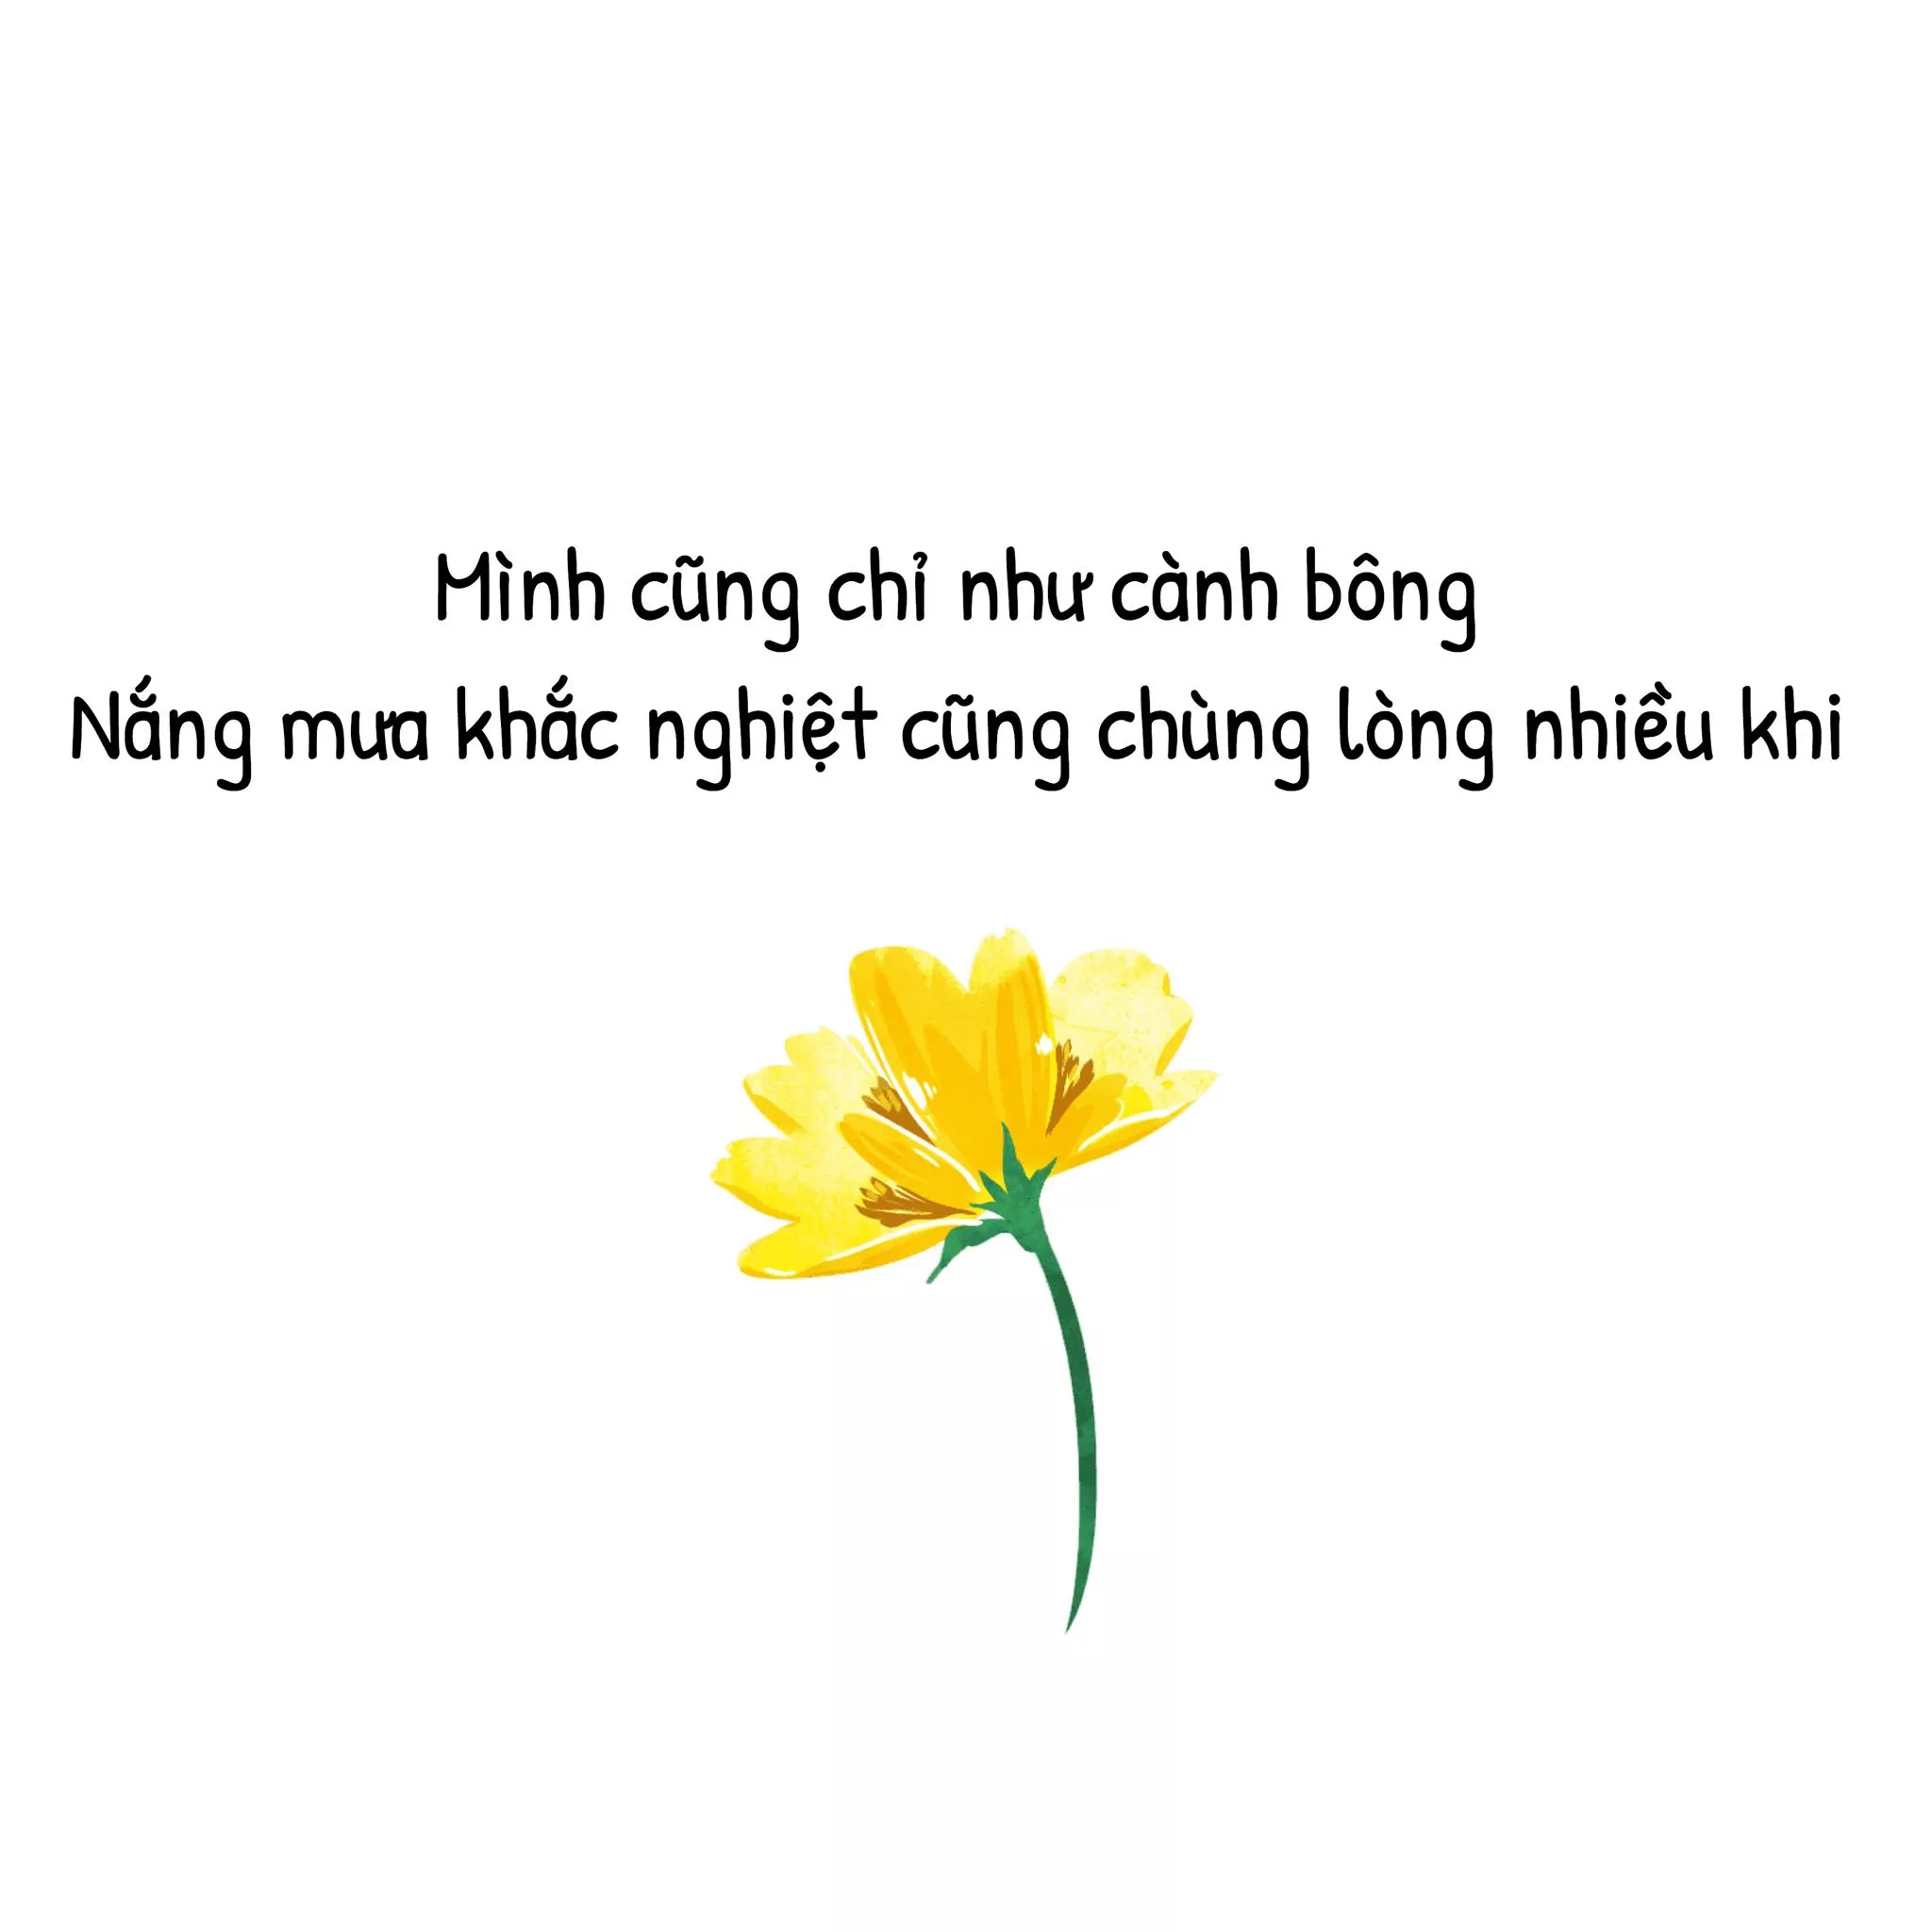 Mình cũng chỉ như cành bông
Nắng mưa khắc nghiệt cũng chùng lòng nhiều khi